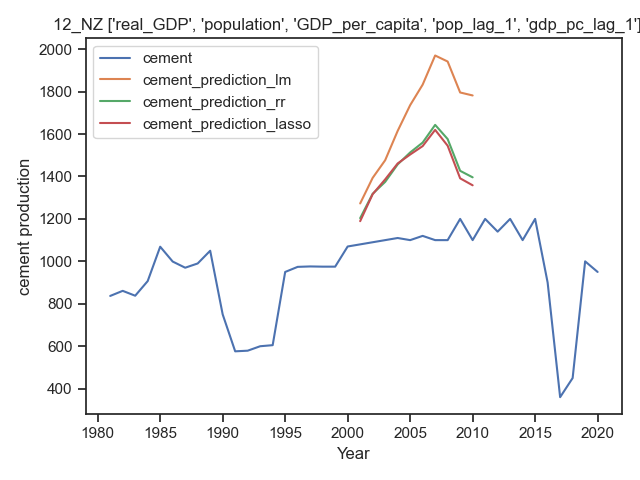 12_NZ ['real_GDP', 'population', 'GDP_per_capita', 'pop_lag_1', 'gdp_pc_lag_1']
2000
1800
1600
1400
1200
1000
800
600
400
cement production
cement
cement_prediction_lm
cement_prediction_rr
cement_prediction_lasso
1980 1985 1990 1995 2000 2005 2010 2015 2020
Year